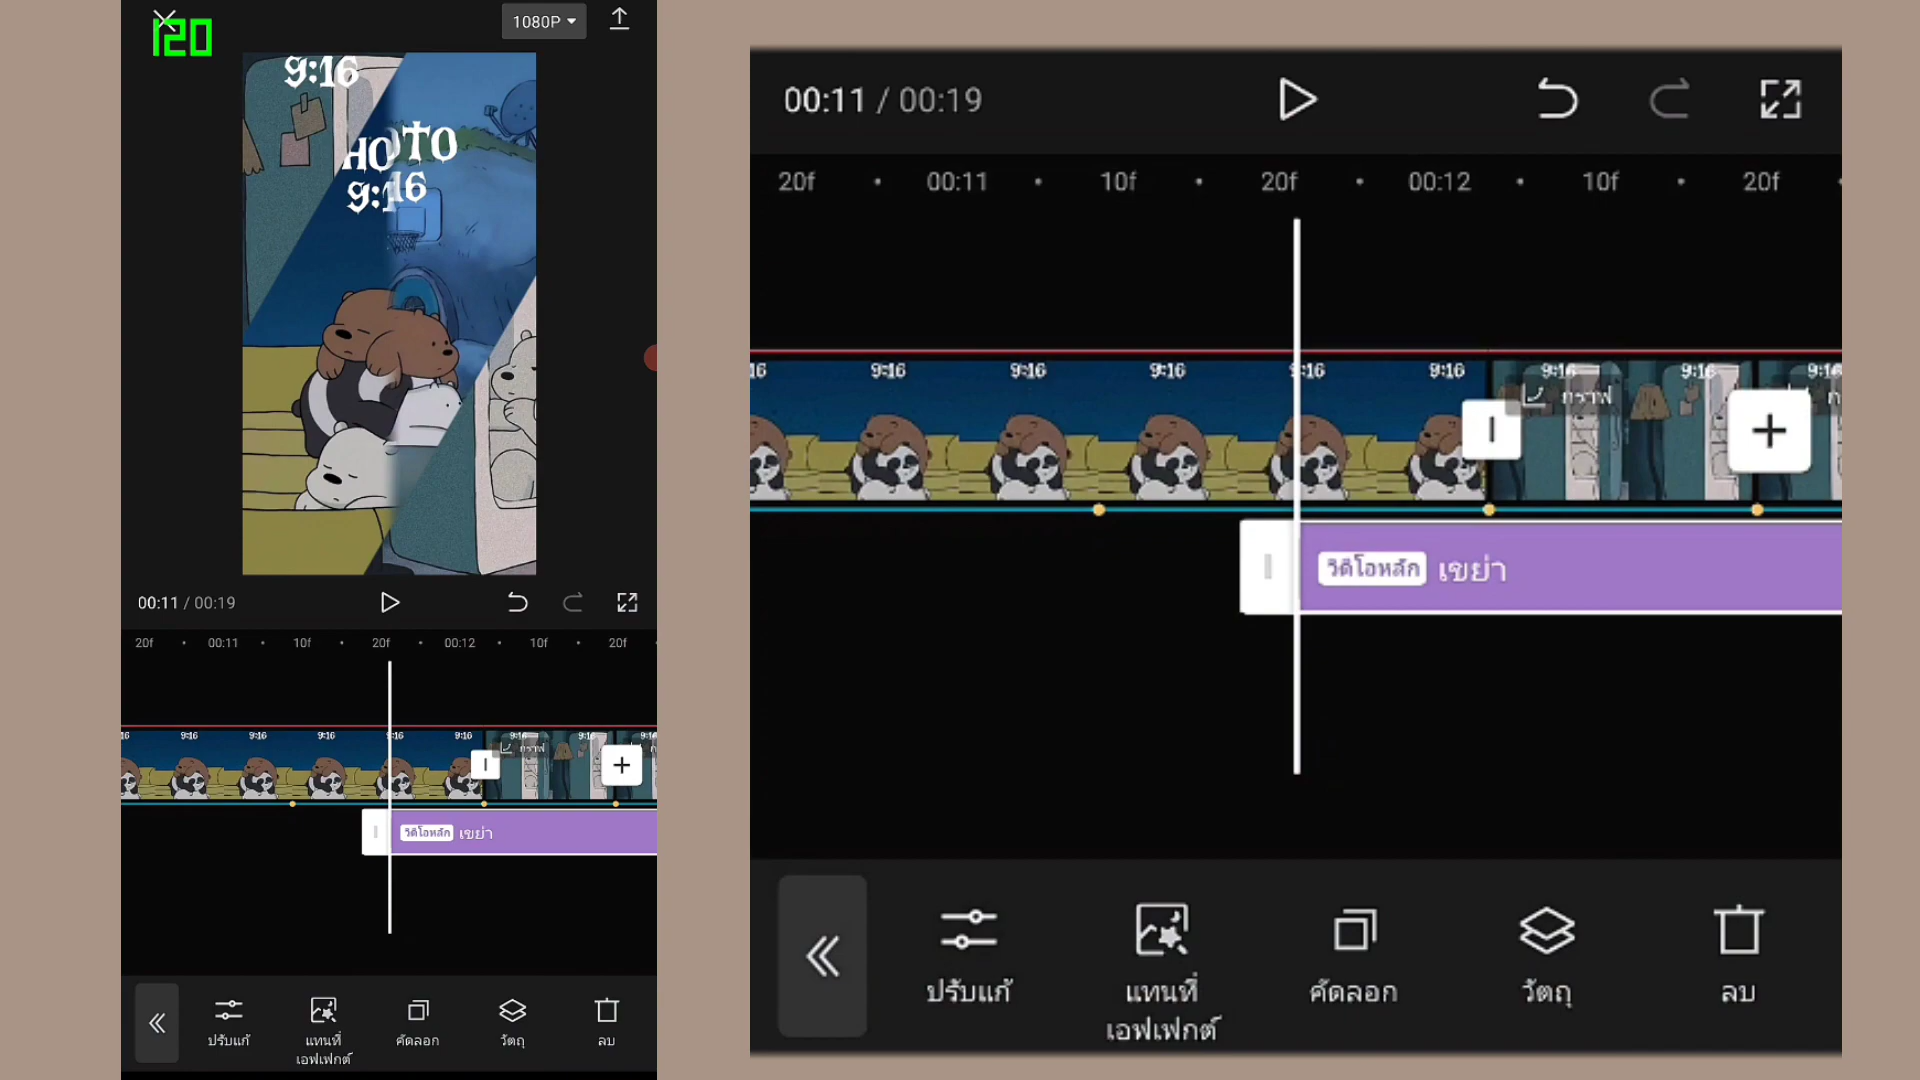 120
1080P
9:16
HOTO
9:16
00:11 / 00:19
20f 00:11 10f 20f 00:12 10f 20f
16 9:16 9:16 9:16 9:16 9:16 9:16 9:16
กราฟ
วิดีโอหลัก เขย่า
ปรับแก้ แทนที่ คัดลอก วัตถุ ลบ
เอฟเฟกต์
00:11 / 00:19
20f 00:11 10f 20f 00:12 10f 20f
16 9:16 9:16 9:16 9:16 9:16 9:16 9:16 9:16
กราฟ ก
วิดีโอหลัก เขย่า
ปรับแก้ แทนที่ คัดลอก วัตถุ ลบ
เอฟเฟกต์